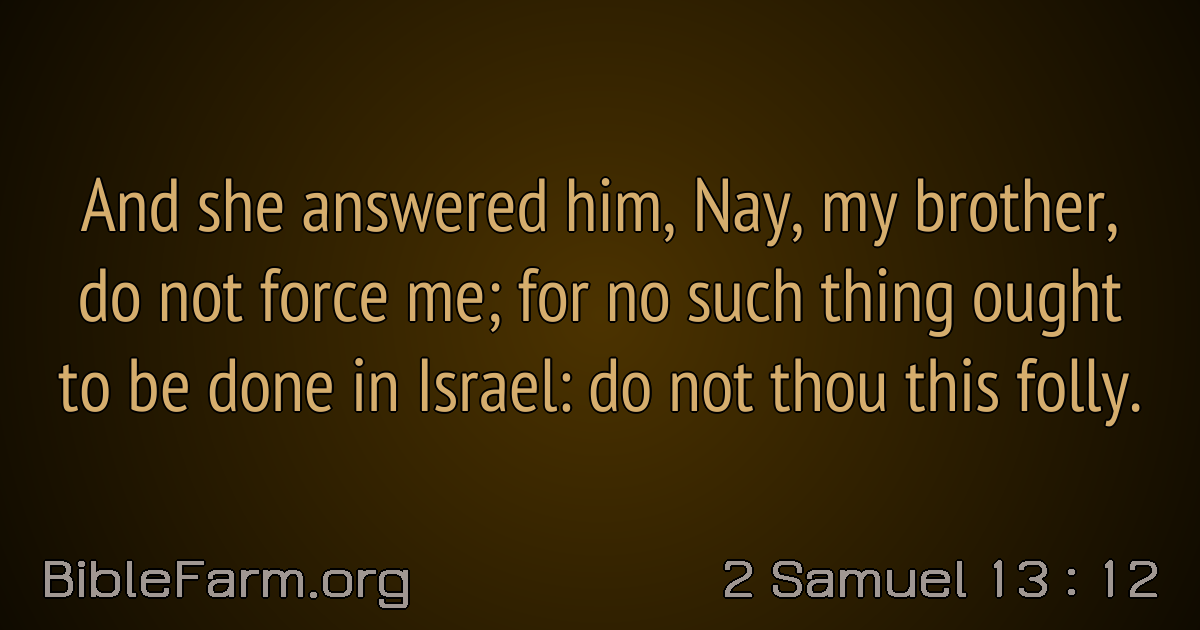 And she answered him, Nay, my brother,
do not force me; for no such thing ought
to be done in Israel: do not thou this folly.
BibleFarm.org
2 Samuel 13 : 12